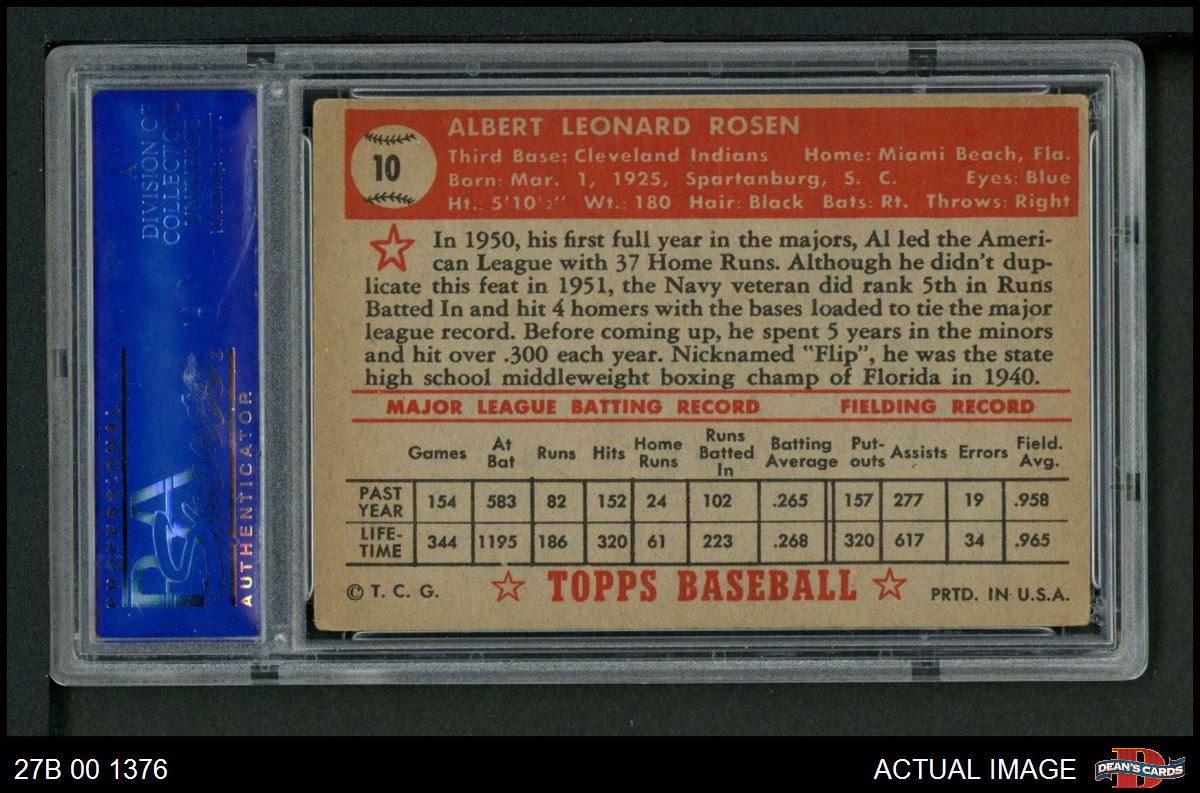 A
DIVISION OF
COLLECTORS
UNIVERSE
PROFESSIONAL
PSA
AUTHENTICATOR
10
ALBERT LEONARD ROSEN
Third Base: Cleveland Indians Home: Miami Beach, Fla.
Born: Mar. 1, 1925, Spartanburg, S. C. Eyes: Blue
Ht.: 5'10½" Wt.: 180 Hair: Black Bats: Rt. Throws: Right
In 1950, his first full year in the majors, Al led the Ameri-
can League with 37 Home Runs. Although he didn't dup-
licate this feat in 1951, the Navy veteran did rank 5th in Runs
Batted In and hit 4 homers with the bases loaded to tie the major
league record. Before coming up, he spent 5 years in the minors
and hit over .300 each year. Nicknamed "Flip", he was the state
high school middleweight boxing champ of Florida in 1940.
MAJOR LEAGUE BATTING RECORD FIELDING RECORD
Games At Bat Runs Hits Home Runs Runs Batted In Batting Average Put-outs Assists Errors Field. Avg.
PAST YEAR 154 583 82 152 24 102 .265 157 277 19 .958
LIFE-TIME 344 1195 186 320 61 223 .268 320 617 34 .965
© T. C. G. TOPPS BASEBALL PRTD. IN U.S.A.
27B 00 1376 ACTUAL IMAGE DEAN'S CARDS